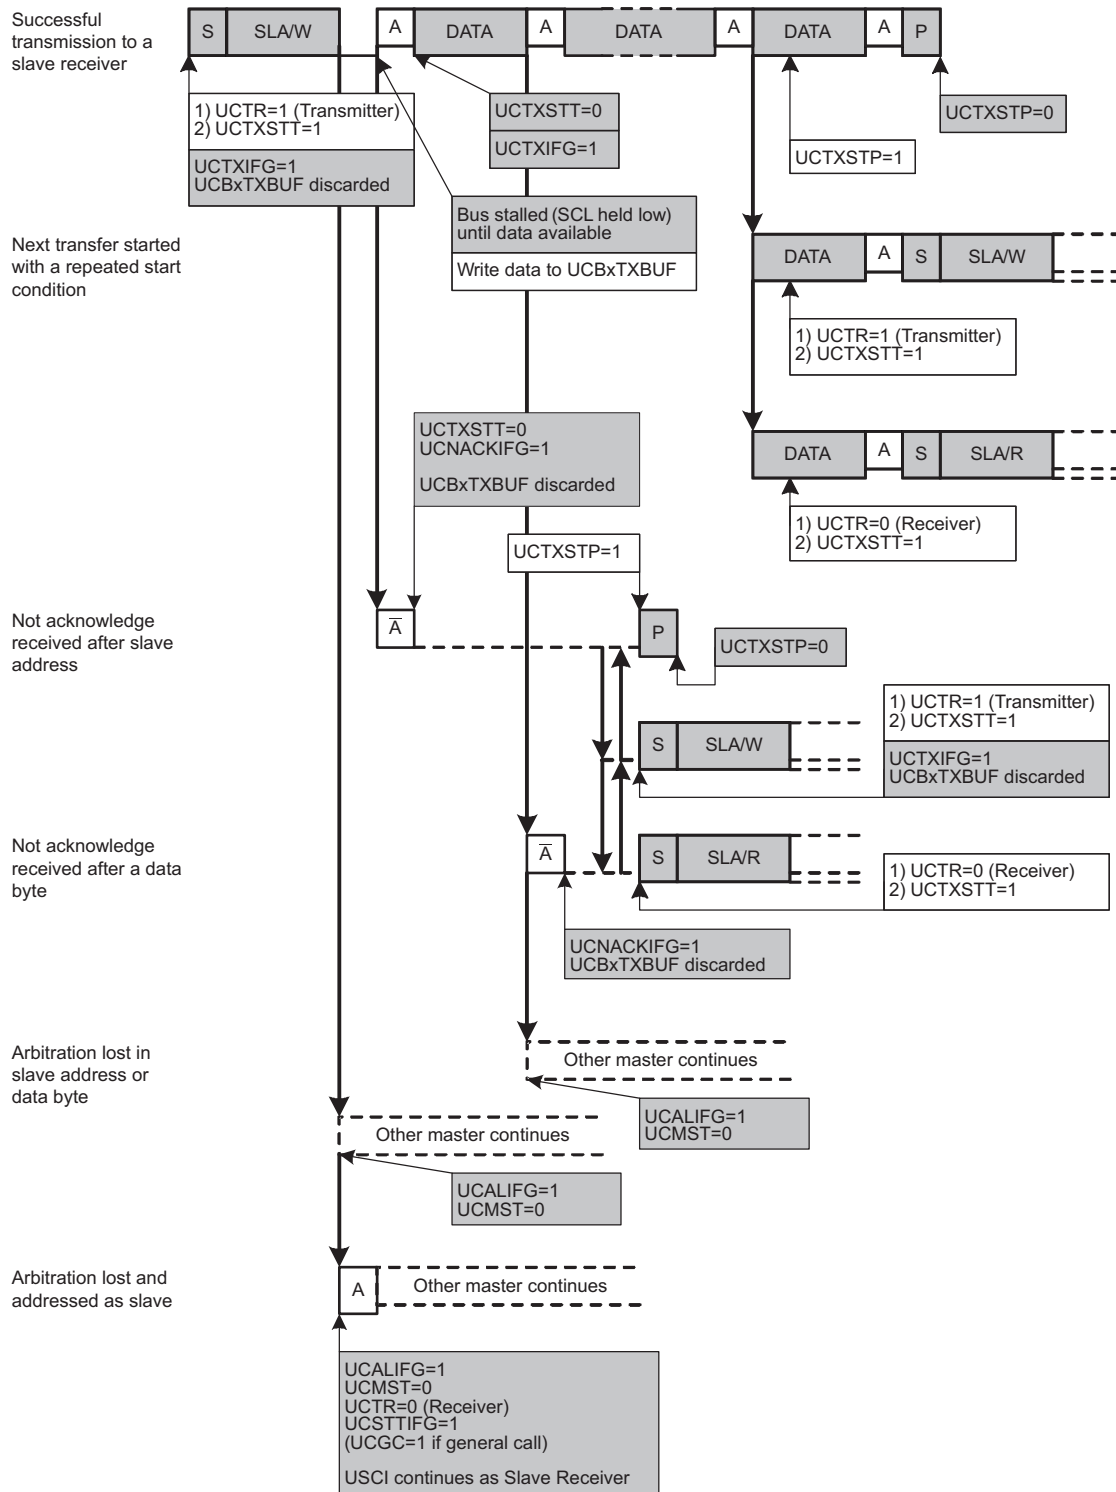 Successful
transmission to a
slave receiver
S SLA/W A DATA A DATA A DATA A P
1) UCTR=1 (Transmitter)
2) UCTXSTT=1
UCTXIFG=1
UCBxTXBUF discarded
UCTXSTT=0
UCTXIFG=1
UCTXSTP=1
UCTXSTP=0
Bus stalled (SCL held low)
until data available
Write data to UCBxTXBUF
Next transfer started
with a repeated start
condition
DATA A S SLA/W
1) UCTR=1 (Transmitter)
2) UCTXSTT=1
DATA A S SLA/R
1) UCTR=0 (Receiver)
2) UCTXSTT=1
UCTXSTT=0
UCNACKIFG=1
UCBxTXBUF discarded
UCTXSTP=1
Not acknowledge
received after slave
address
A̅ P
UCTXSTP=0
S SLA/W
1) UCTR=1 (Transmitter)
2) UCTXSTT=1
UCTXIFG=1
UCBxTXBUF discarded
Not acknowledge
received after a data
byte
A̅ S SLA/R
1) UCTR=0 (Receiver)
2) UCTXSTT=1
UCNACKIFG=1
UCBxTXBUF discarded
Arbitration lost in
slave address or
data byte
Other master continues
UCALIFG=1
UCMST=0
Other master continues
UCALIFG=1
UCMST=0
Arbitration lost and
addressed as slave
A Other master continues
UCALIFG=1
UCMST=0
UCTR=0 (Receiver)
UCSTTIFG=1
(UCGC=1 if general call)
USCI continues as Slave Receiver